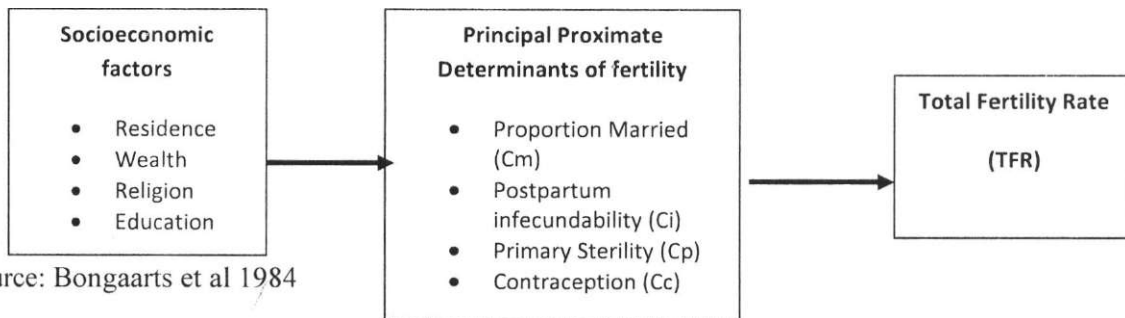 Socioeconomic
factors
• Residence
• Wealth
• Religion
• Education
Principal Proximate
Determinants of fertility
• Proportion Married
(Cm)
• Postpartum
infecundability (Ci)
• Primary Sterility (Cp)
• Contraception (Cc)
Total Fertility Rate
(TFR)
urce: Bongaarts et al 1984